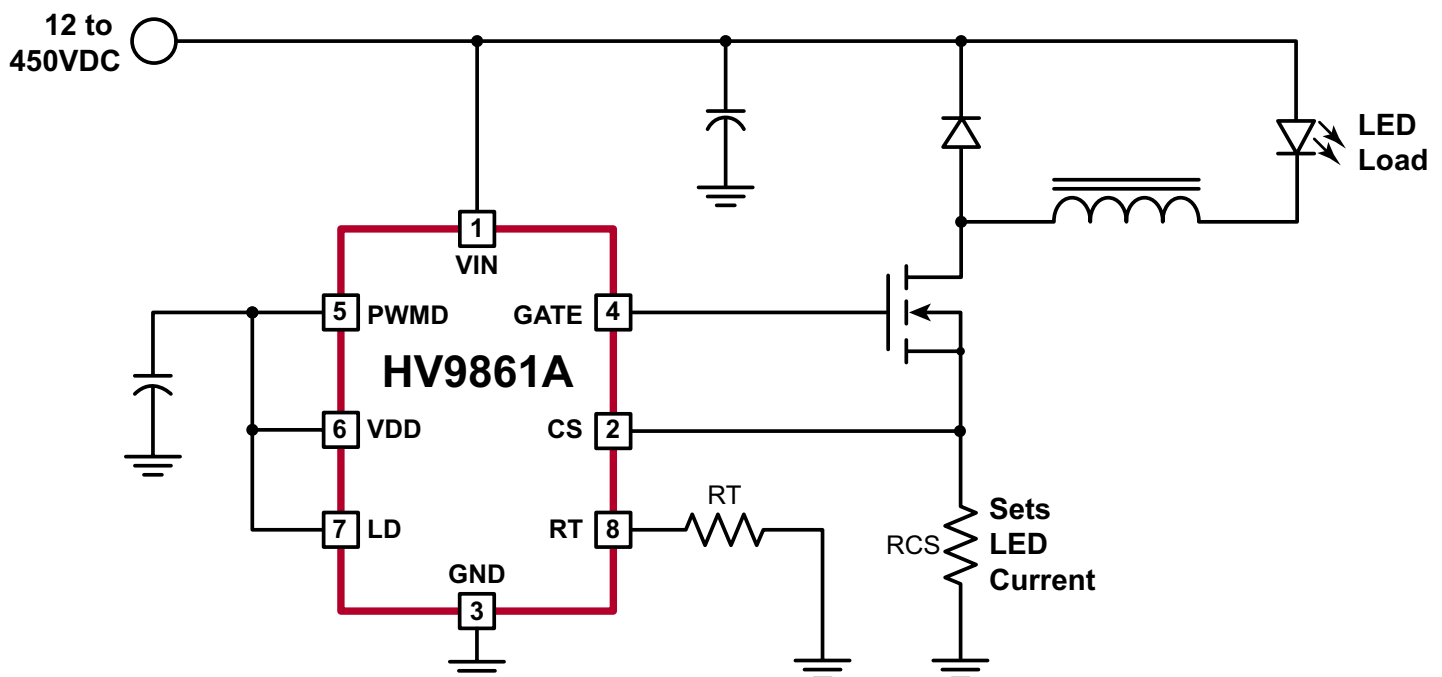 12 to
450VDC
LED
Load
1
VIN
5
PWMD
GATE
4
HV9861A
6
VDD
CS
2
7
LD
RT
8
RT
GND
3
RCS
Sets
LED
Current